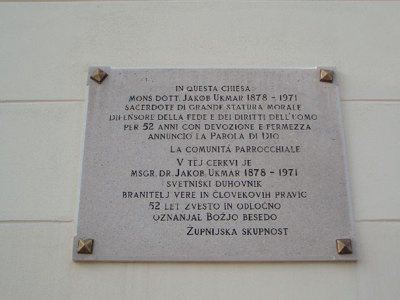 IN QUESTA CHIESA
MONS DOTT. JAKOB UKMAR 1878 - 1971
SACERDOTE DI GRANDE STATURA MORALE
DIFENSORE DELLA FEDE E DEI DIRITTI DELL'UOMO
PER 52 ANNI CON DEVOZIONE E FERMEZZA
ANNUNCIÒ LA PAROLA DI DIO
LA COMUNITÀ PARROCCHIALE
V TEJ CERKVI JE
MSGR. DR. JAKOB UKMAR 1878 - 1971
SVETNIŠKI DUHOVNIK
BRANITELJ VERE IN ČLOVEKOVIH PRAVIC
52 LET ZVESTO IN ODLOČNO
OZNANJAL BOŽJO BESEDO
ŽUPNIJSKA SKUPNOST